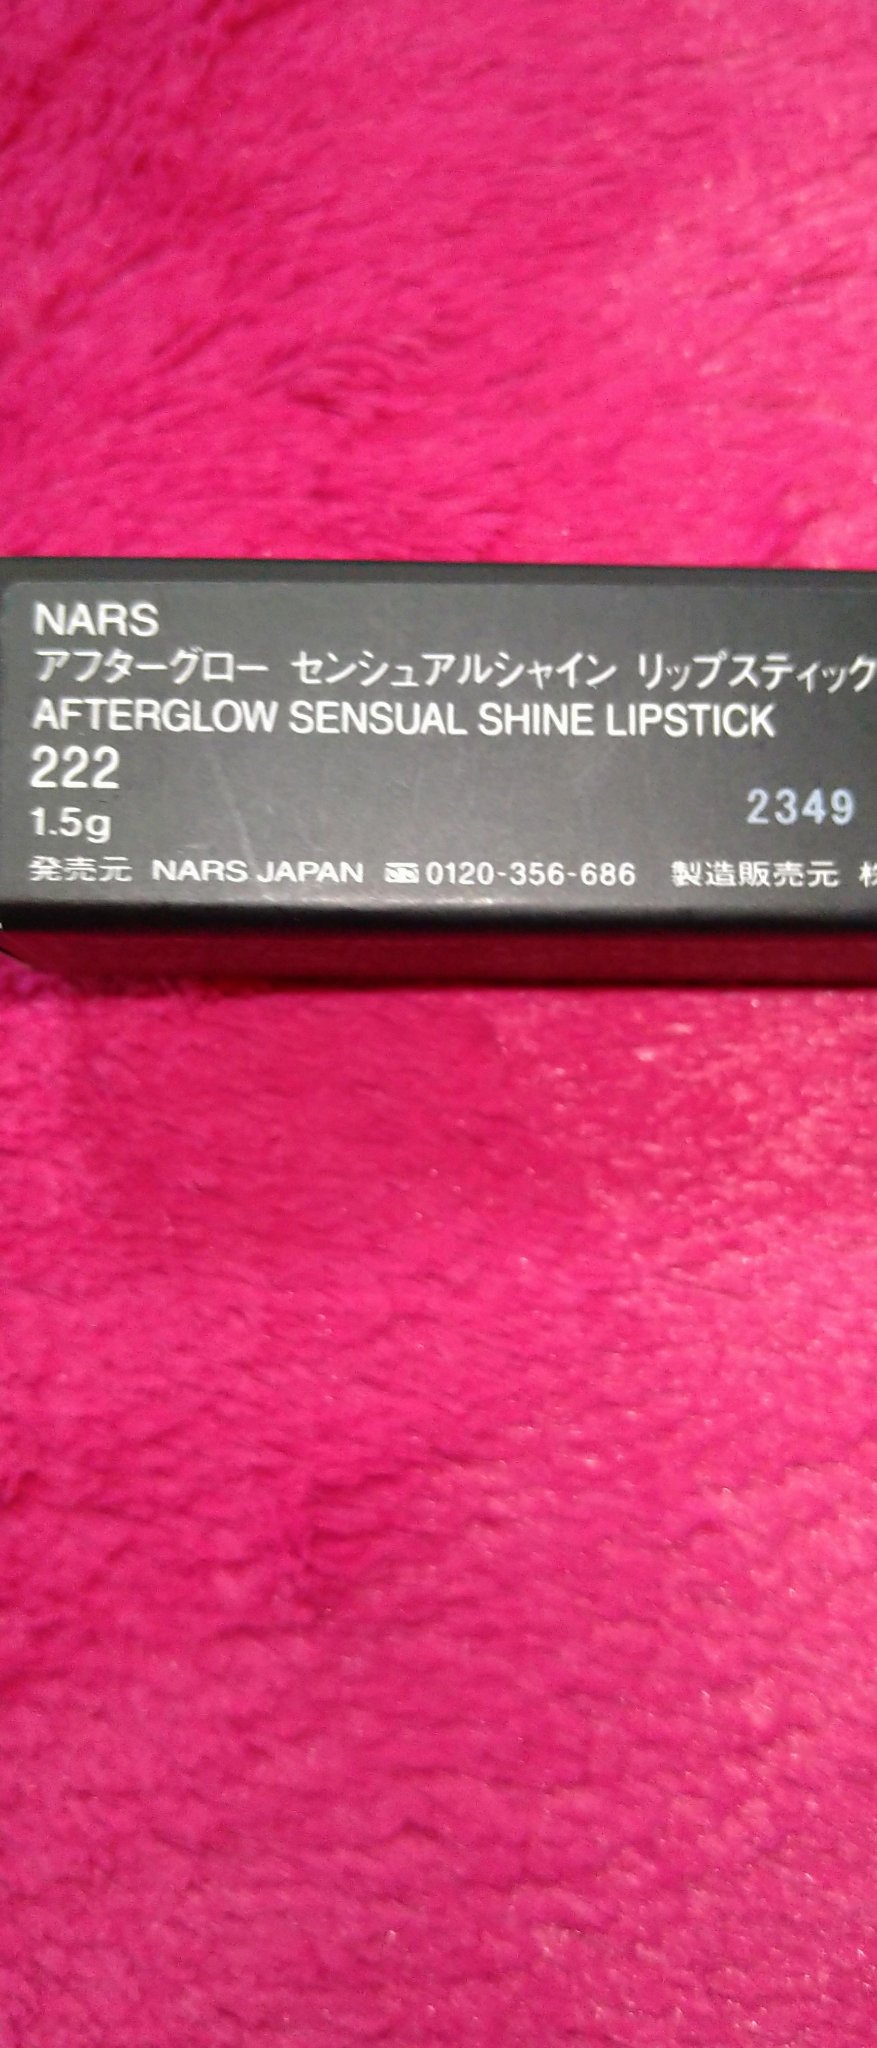 NARS
アフターグロー センシュアルシャイン リップスティック
AFTERGLOW SENSUAL SHINE LIPSTICK
222
2349
1.5g
発売元 NARS JAPAN 0120-356-686 製造販売元